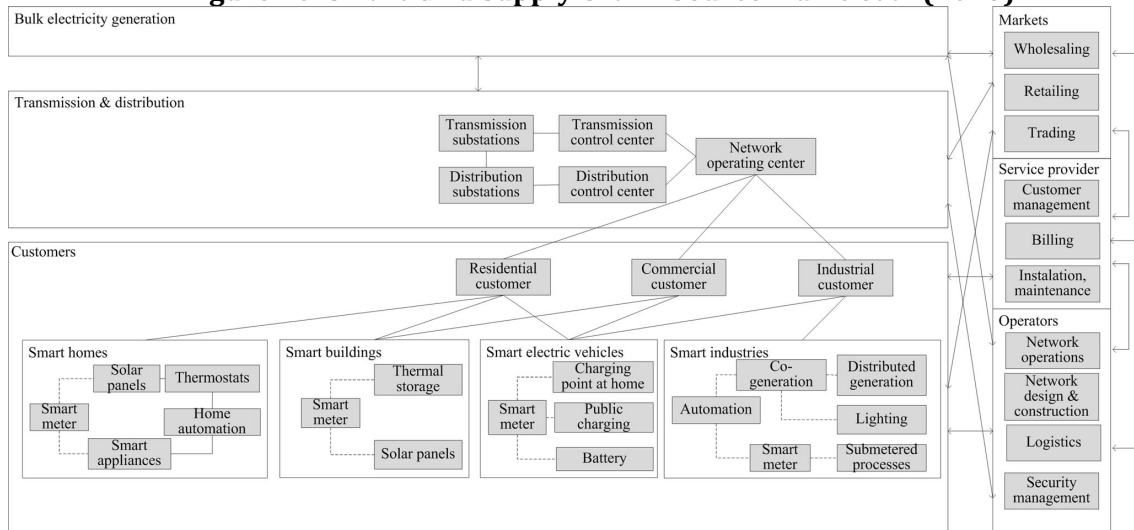 Bulk electricity generation
Transmission & distribution
Transmission
substations
Transmission
control center
Network
operating center
Distribution
substations
Distribution
control center
Customers
Residential
customer
Commercial
customer
Industrial
customer
Smart homes
Solar
panels
Thermostats
Smart
meter
Home
automation
Smart
appliances
Smart buildings
Thermal
storage
Smart
meter
Solar panels
Smart electric vehicles
Charging
point at home
Smart
meter
Public
charging
Battery
Smart industries
Co-
generation
Distributed
generation
Automation
Lighting
Smart
meter
Submetered
processes
Markets
Wholesaling
Retailing
Trading
Service provider
Customer
management
Billing
Instalation,
maintenance
Operators
Network
operations
Network
design &
construction
Logistics
Security
management